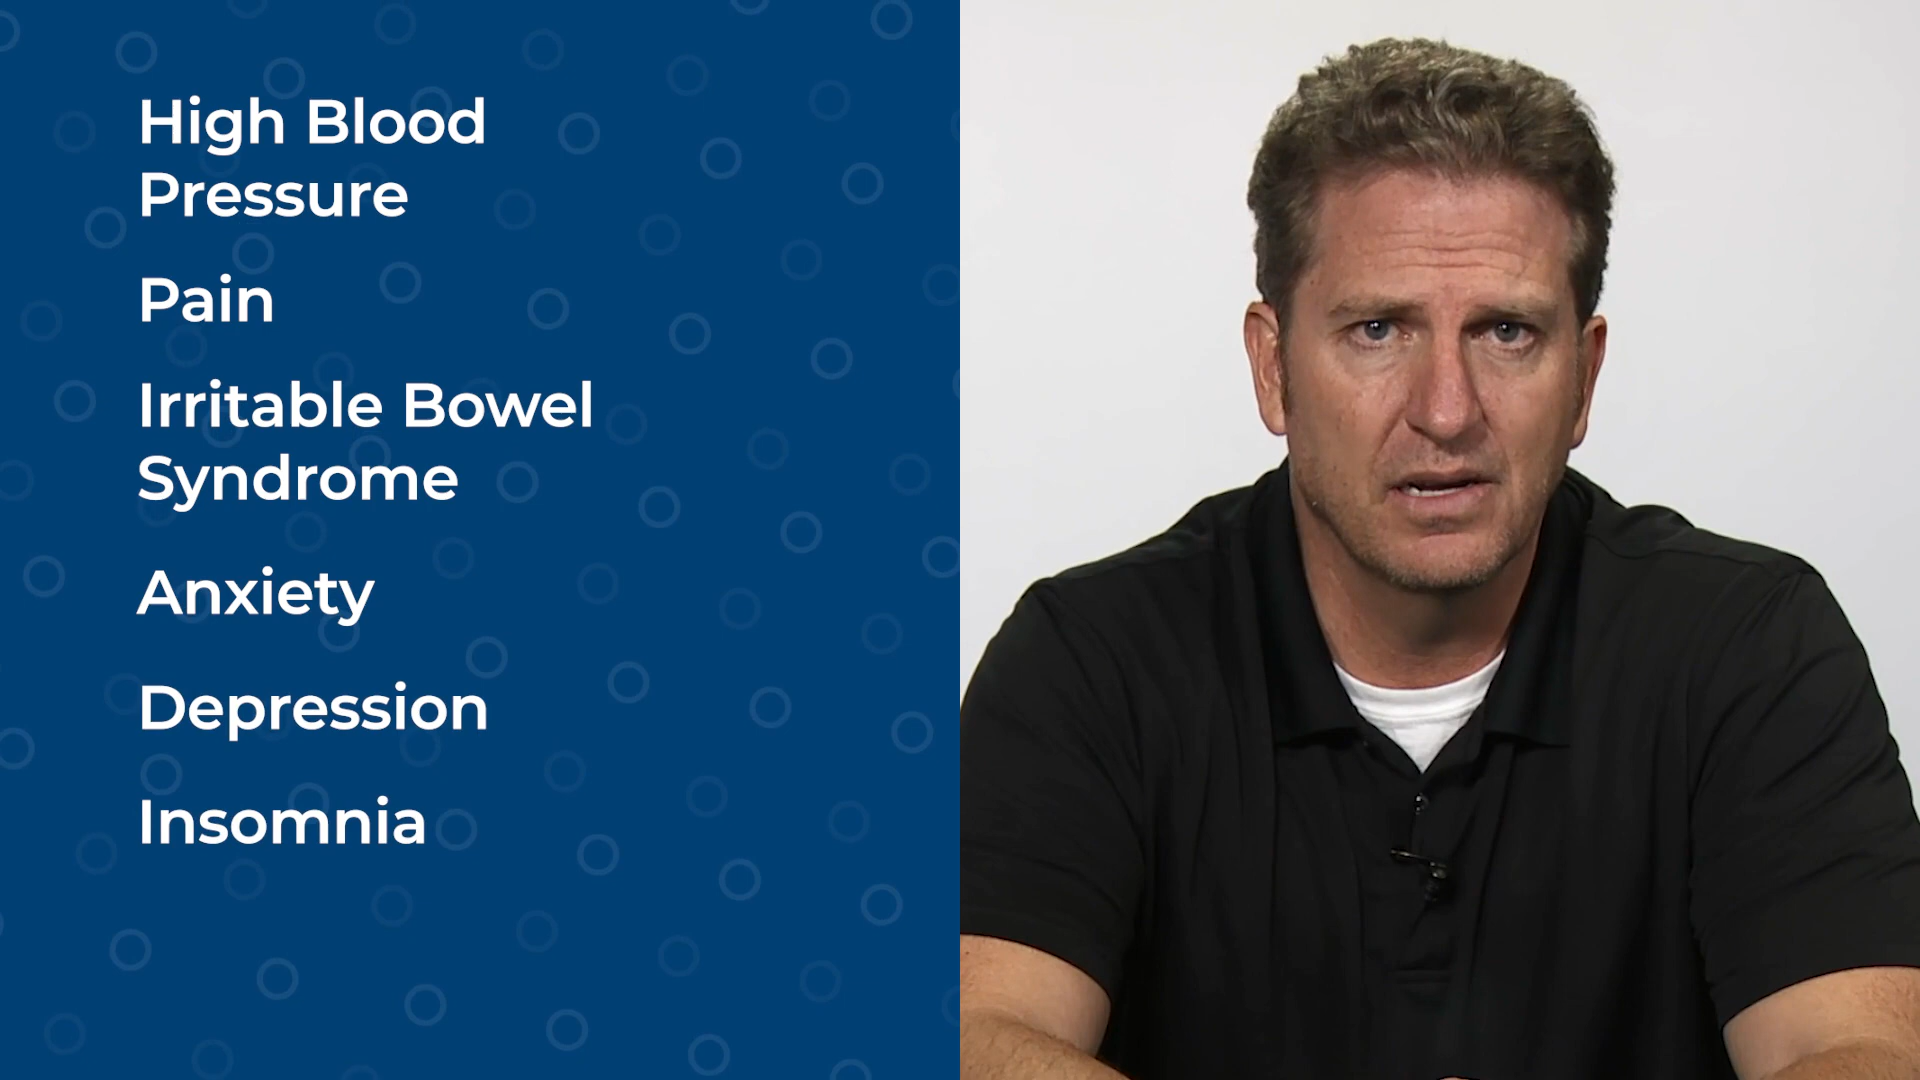 High Blood
Pressure
Pain
Irritable Bowel
Syndrome
Anxiety
Depression
Insomnia